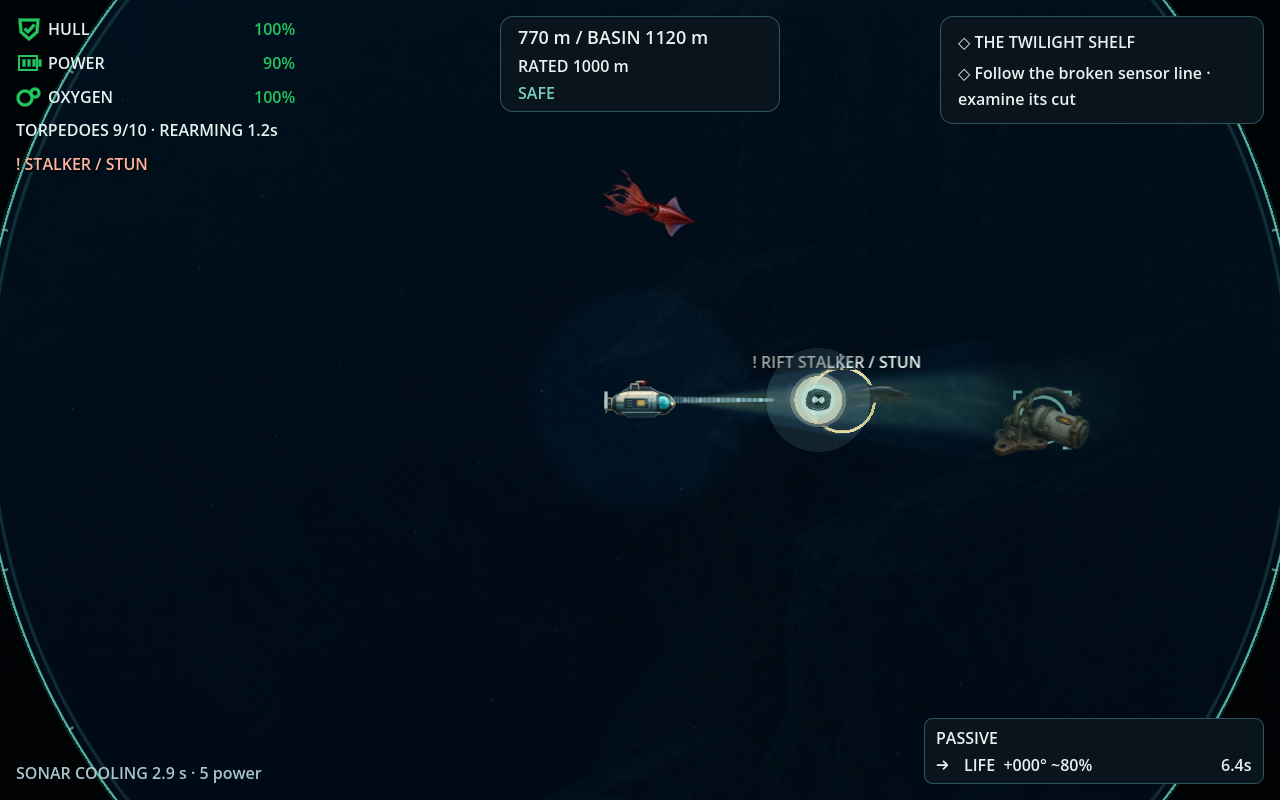 HULL 100%
POWER 90%
OXYGEN 100%
TORPEDOES 9/10 · REARMING 1.2s
! STALKER / STUN
770 m / BASIN 1120 m
RATED 1000 m
SAFE
◇ THE TWILIGHT SHELF
◇ Follow the broken sensor line ·
examine its cut
! RIFT STALKER / STUN
SONAR COOLING 2.9 s · 5 power
PASSIVE
→ LIFE +000° ~80% 6.4s